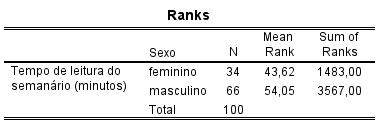 Ranks
Sexo N Mean Rank Sum of Ranks
Tempo de leitura do semanário (minutos) feminino 34 43,62 1483,00
masculino 66 54,05 3567,00
Total 100